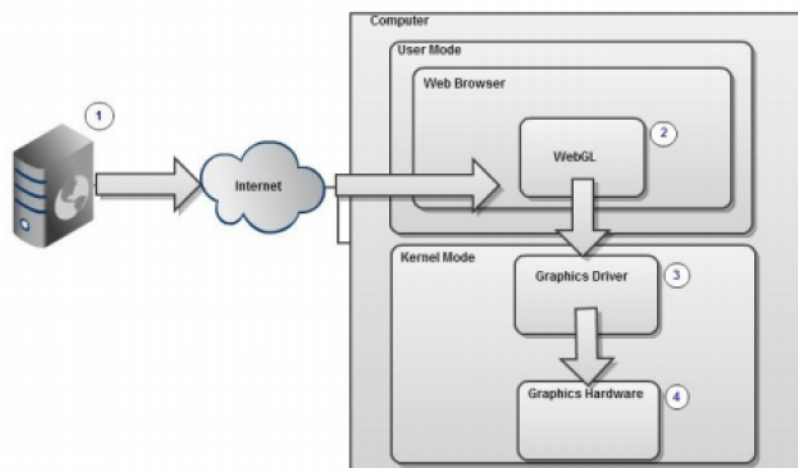 Computer
User Mode
Web Browser
1
2
WebGL
Internet
Kernel Mode
Graphics Driver
3
Graphics Hardware
4